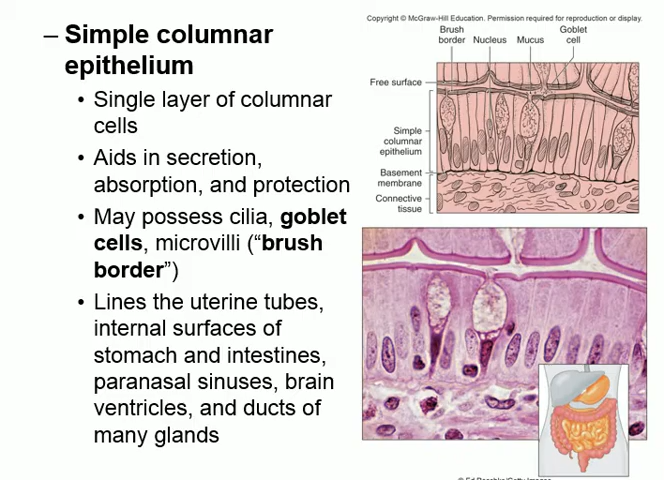 – Simple columnar
epithelium
• Single layer of columnar
cells
• Aids in secretion,
absorption, and protection
• May possess cilia, goblet
cells, microvilli (“brush
border”)
• Lines the uterine tubes,
internal surfaces of
stomach and intestines,
paranasal sinuses, brain
ventricles, and ducts of
many glands
Copyright © McGraw-Hill Education. Permission required for reproduction or display.
Brush
border
Nucleus
Mucus
Goblet
cell
Free surface
Simple
columnar
epithelium
Basement
membrane
Connective
tissue